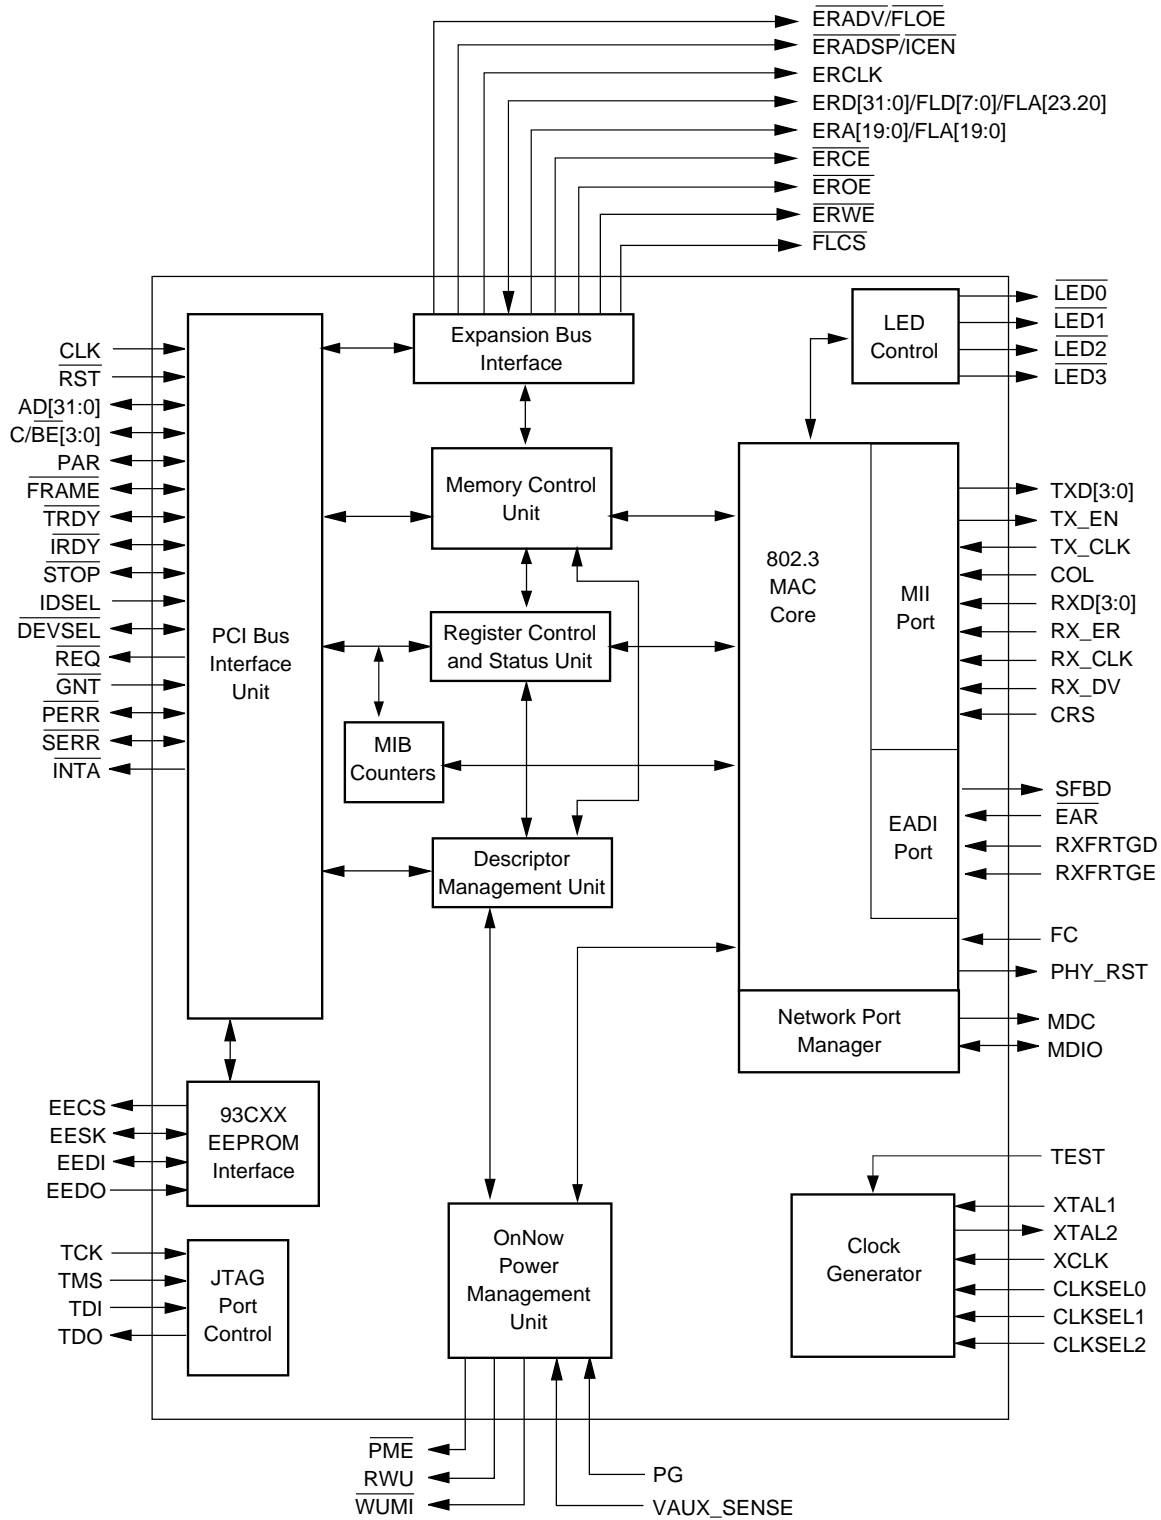 ERADV/FLOE
ERADSP/ICEN
ERCLK
ERD[31:0]/FLD[7:0]/FLA[23.20]
ERA[19:0]/FLA[19:0]
ERCE
EROE
ERWE
FLCS
CLK
RST
AD[31:0]
C/BE[3:0]
PAR
FRAME
TRDY
IRDY
STOP
IDSEL
DEVSEL
REQ
GNT
PERR
SERR
INTA
PCI Bus
Interface
Unit
Expansion Bus
Interface
Memory Control
Unit
Register Control
and Status Unit
MIB
Counters
Descriptor
Management Unit
LED
Control
LED0
LED1
LED2
LED3
802.3
MAC
Core
MII
Port
TXD[3:0]
TX_EN
TX_CLK
COL
RXD[3:0]
RX_ER
RX_CLK
RX_DV
CRS
EADI
Port
SFBD
EAR
RXFRTGD
RXFRTGE
FC
PHY_RST
Network Port
Manager
MDC
MDIO
EECS
EESK
EEDI
EEDO
93CXX
EEPROM
Interface
TCK
TMS
TDI
TDO
JTAG
Port
Control
OnNow
Power
Management
Unit
Clock
Generator
TEST
XTAL1
XTAL2
XCLK
CLKSEL0
CLKSEL1
CLKSEL2
PME
RWU
WUMI
PG
VAUX_SENSE